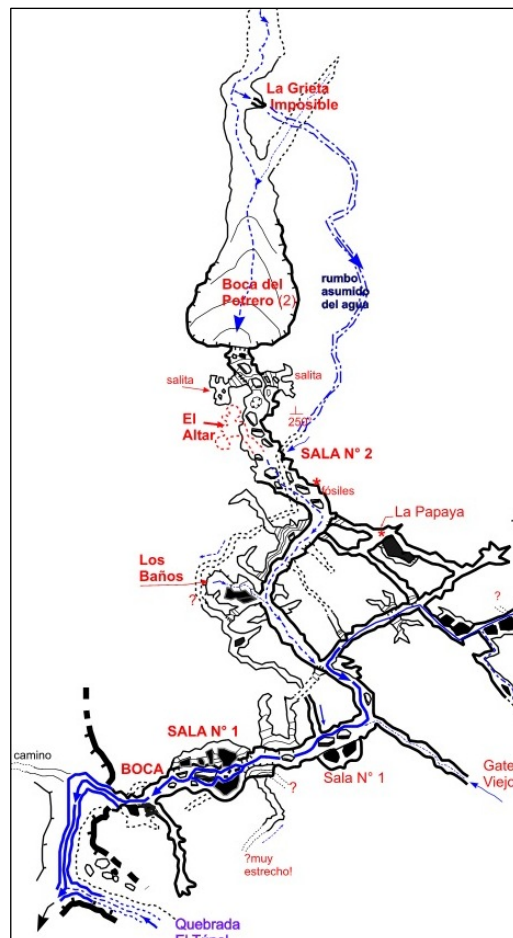 La Grieta
Imposible
rumbo
asumido
del agua
Boca del
Potrero (2)
salita
salita
El
Altar
250°
SALA N° 2
fósiles
La Papaya
Los
Baños
?
?
SALA N° 1
camino
BOCA
Sala N° 1
Gate
Viejo
?
?muy
estrecho!
Quebrada